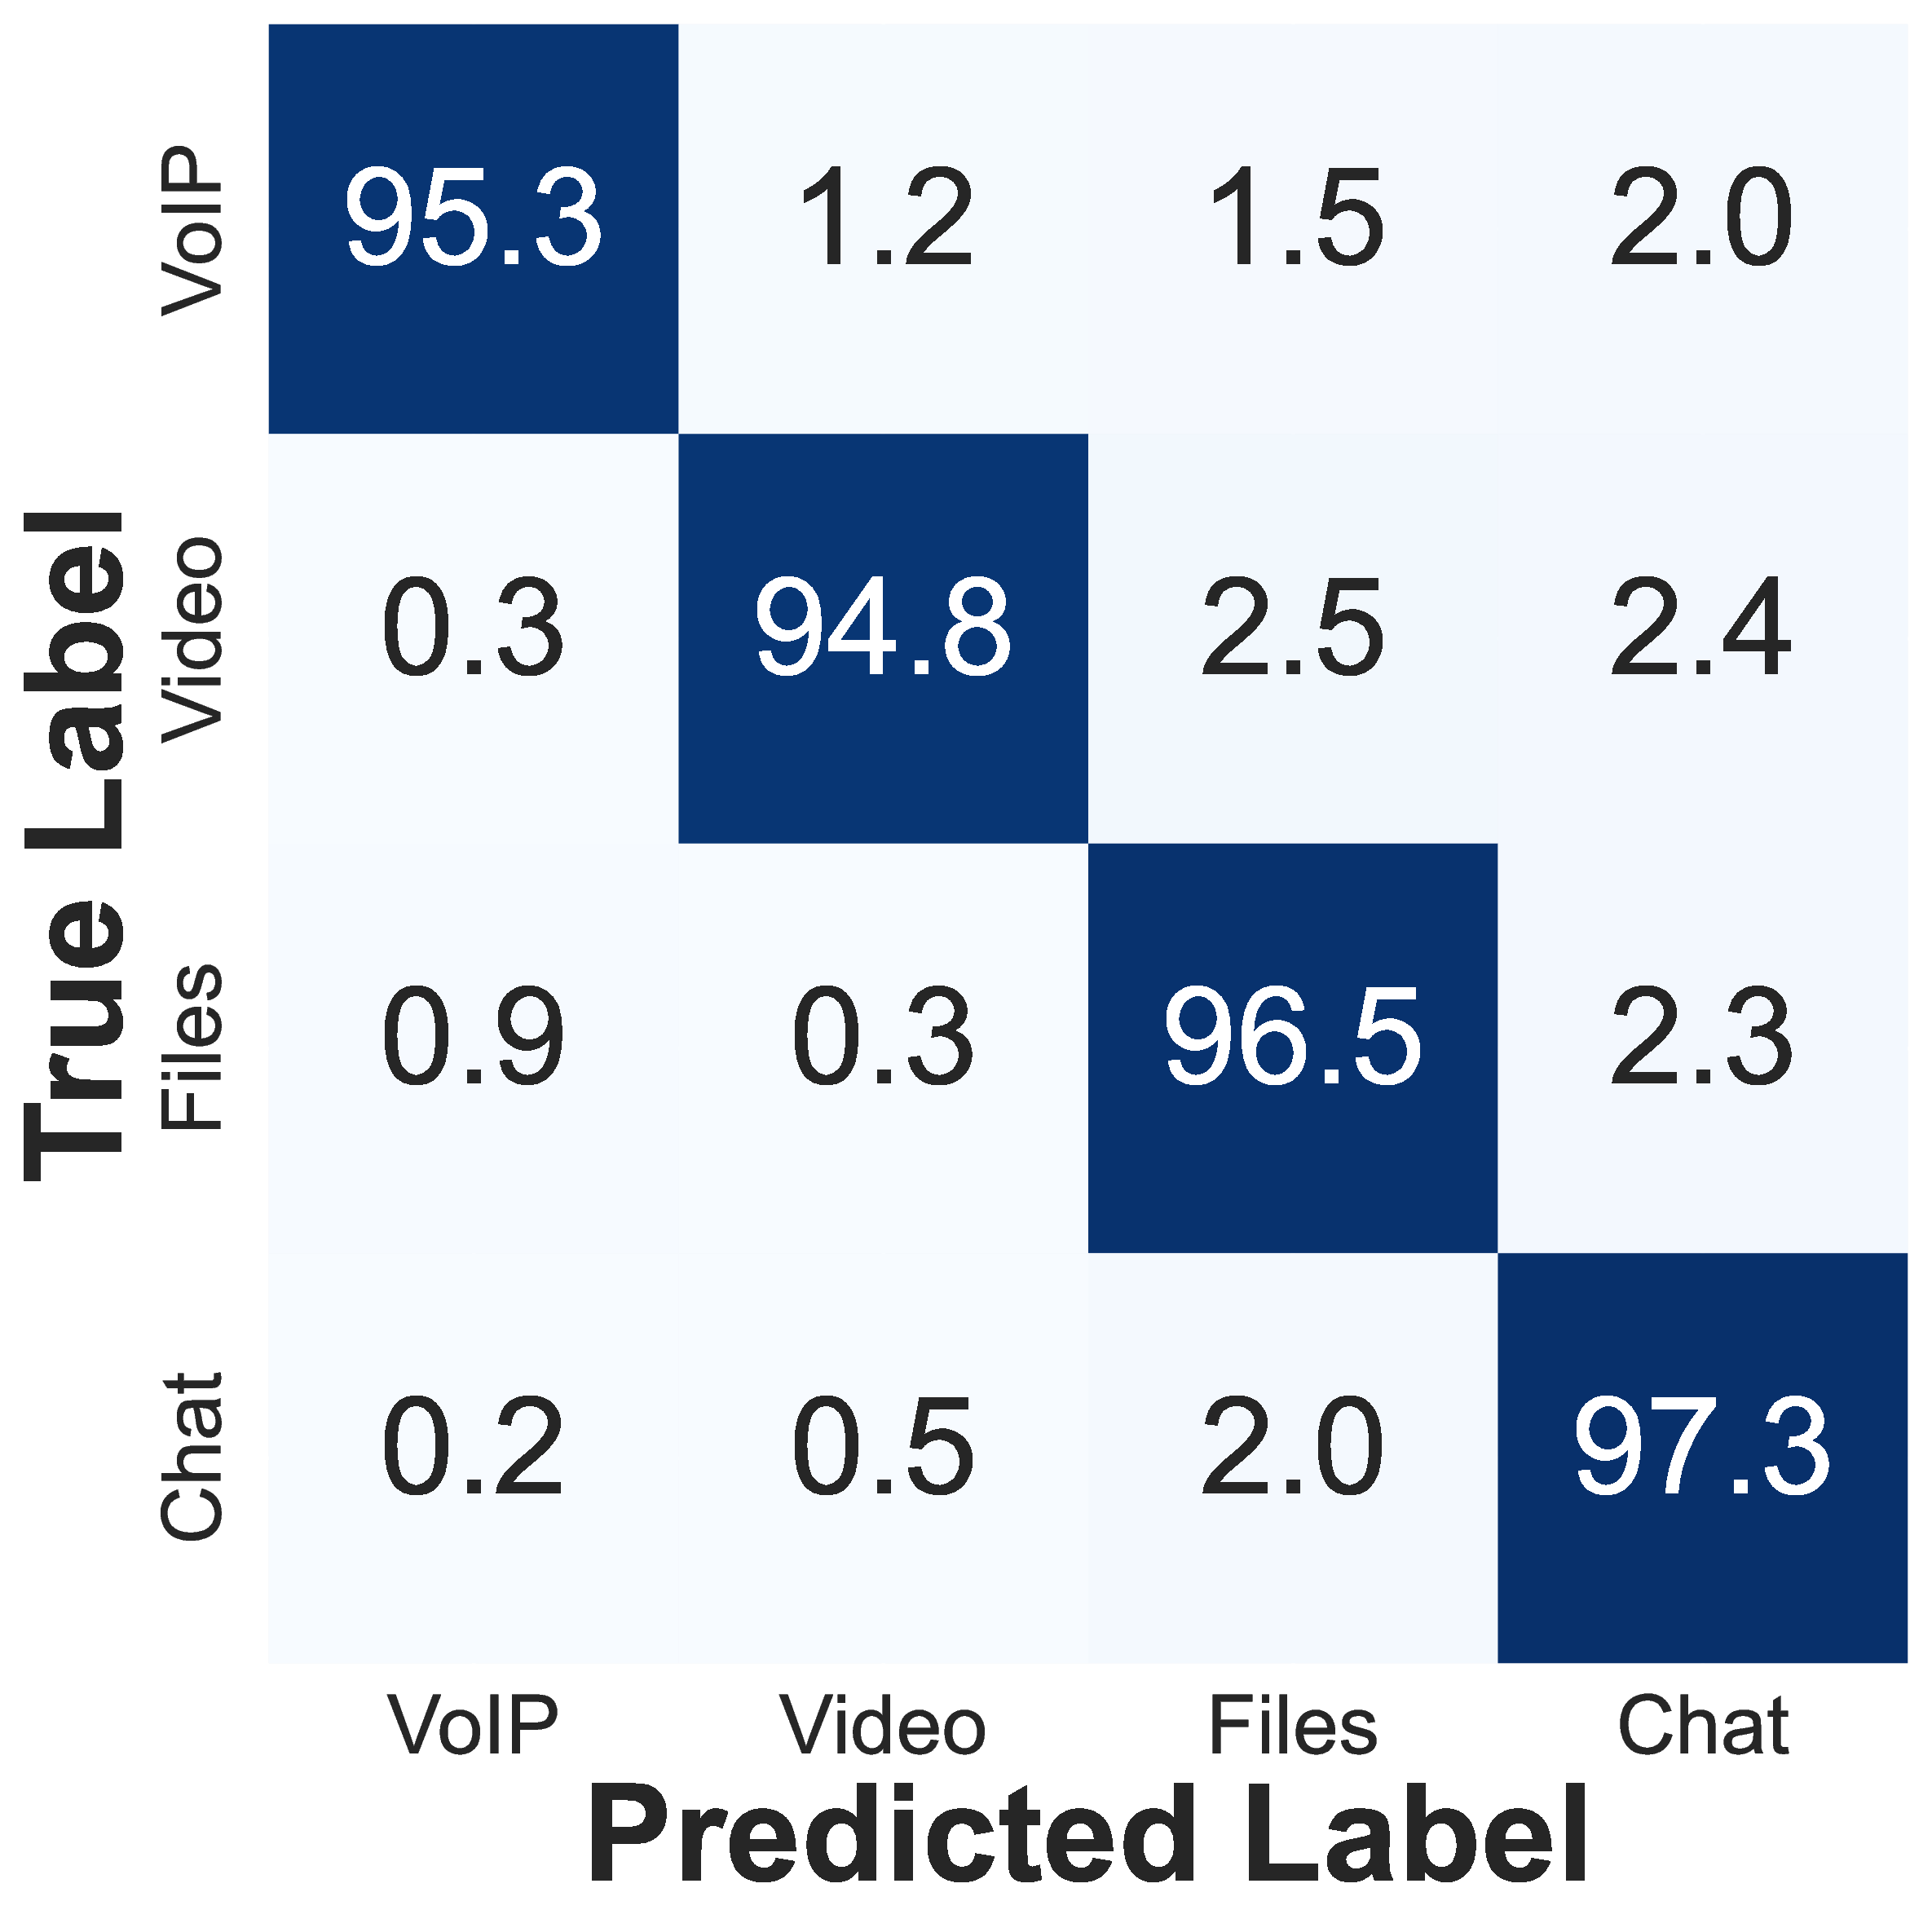 True Label
VoIP 95.3 1.2 1.5 2.0
Video 0.3 94.8 2.5 2.4
Files 0.9 0.3 96.5 2.3
Chat 0.2 0.5 2.0 97.3
VoIP Video Files Chat
Predicted Label